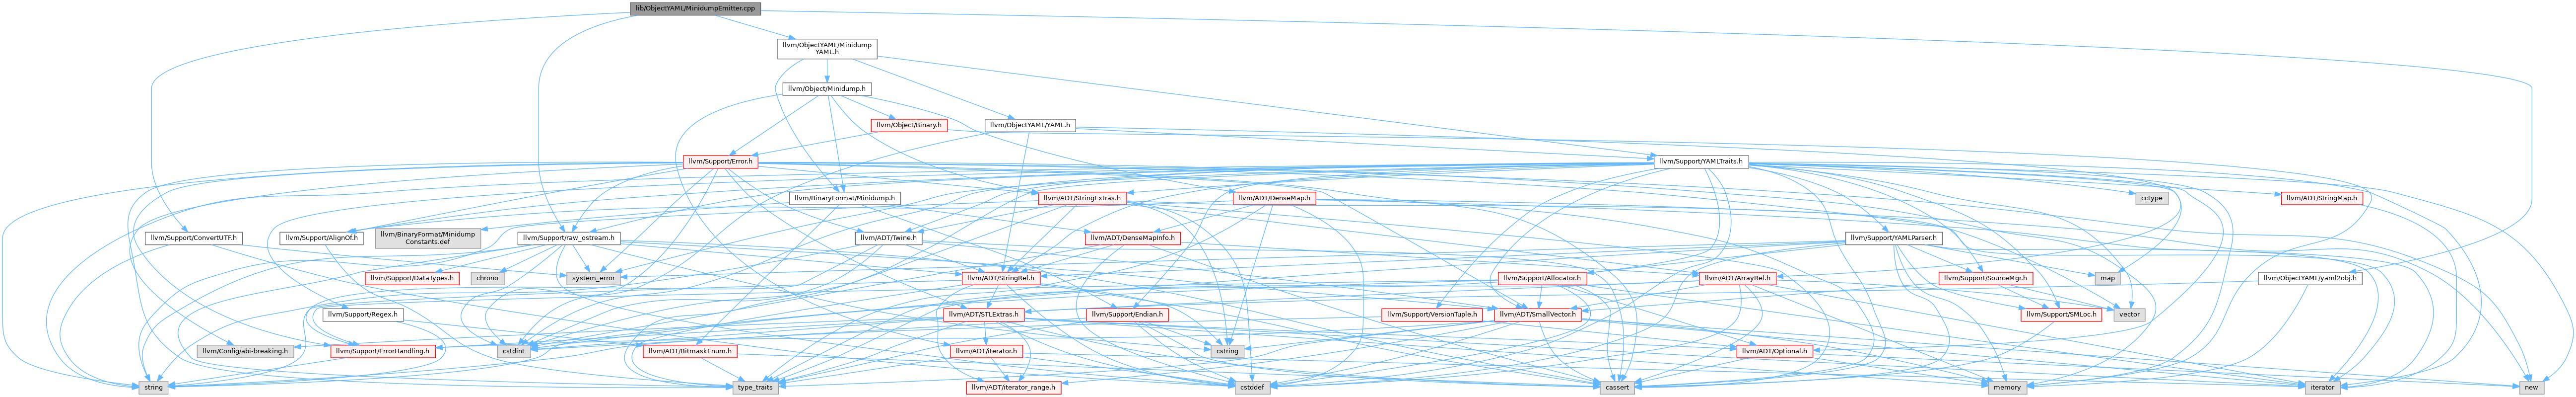 lib/ObjectYAML/MinidumpEmitter.cpp
llvm/ObjectYAML/Minidump
YAML.h
llvm/Object/Minidump.h
llvm/Object/Binary.h
llvm/ObjectYAML/YAML.h
llvm/Support/Error.h
llvm/Support/YAMLTraits.h
llvm/BinaryFormat/Minidump.h
llvm/ADT/StringExtras.h
llvm/ADT/DenseMap.h
cctype
llvm/ADT/StringMap.h
llvm/Support/ConvertUTF.h
llvm/Support/AlignOf.h
llvm/BinaryFormat/Minidump
Constants.def
llvm/Support/raw_ostream.h
llvm/ADT/Twine.h
llvm/ADT/DenseMapInfo.h
llvm/Support/YAMLParser.h
llvm/Support/DataTypes.h
chrono
system_error
llvm/ADT/StringRef.h
llvm/Support/Allocator.h
llvm/ADT/ArrayRef.h
llvm/Support/SourceMgr.h
map
llvm/ObjectYAML/yaml2obj.h
llvm/Support/Regex.h
llvm/ADT/STLExtras.h
llvm/Support/Endian.h
llvm/Support/VersionTuple.h
llvm/ADT/SmallVector.h
llvm/Support/SMLoc.h
vector
llvm/Config/abi-breaking.h
llvm/Support/ErrorHandling.h
cstdint
llvm/ADT/BitmaskEnum.h
llvm/ADT/iterator.h
cstring
llvm/ADT/Optional.h
string
type_traits
llvm/ADT/iterator_range.h
cstddef
cassert
memory
iterator
new